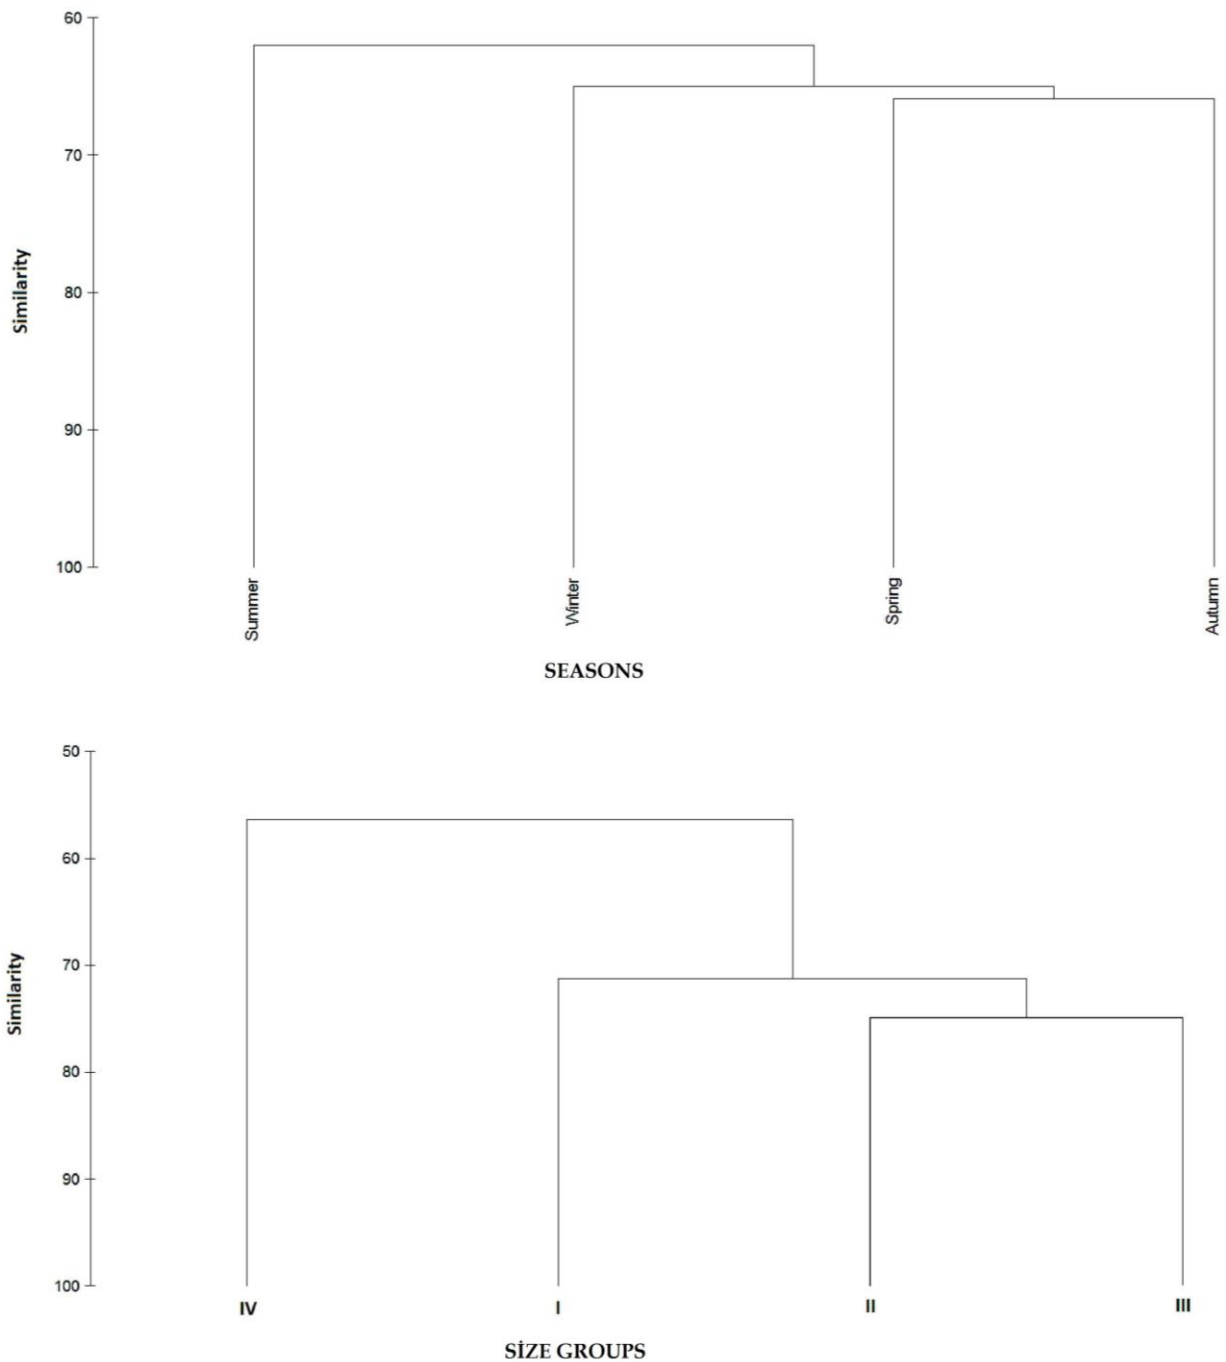 60
70
80
90
100
Similarity
Summer
Winter
Spring
Autumn
SEASONS
50
60
70
80
90
100
Similarity
IV
I
II
III
SİZE GROUPS